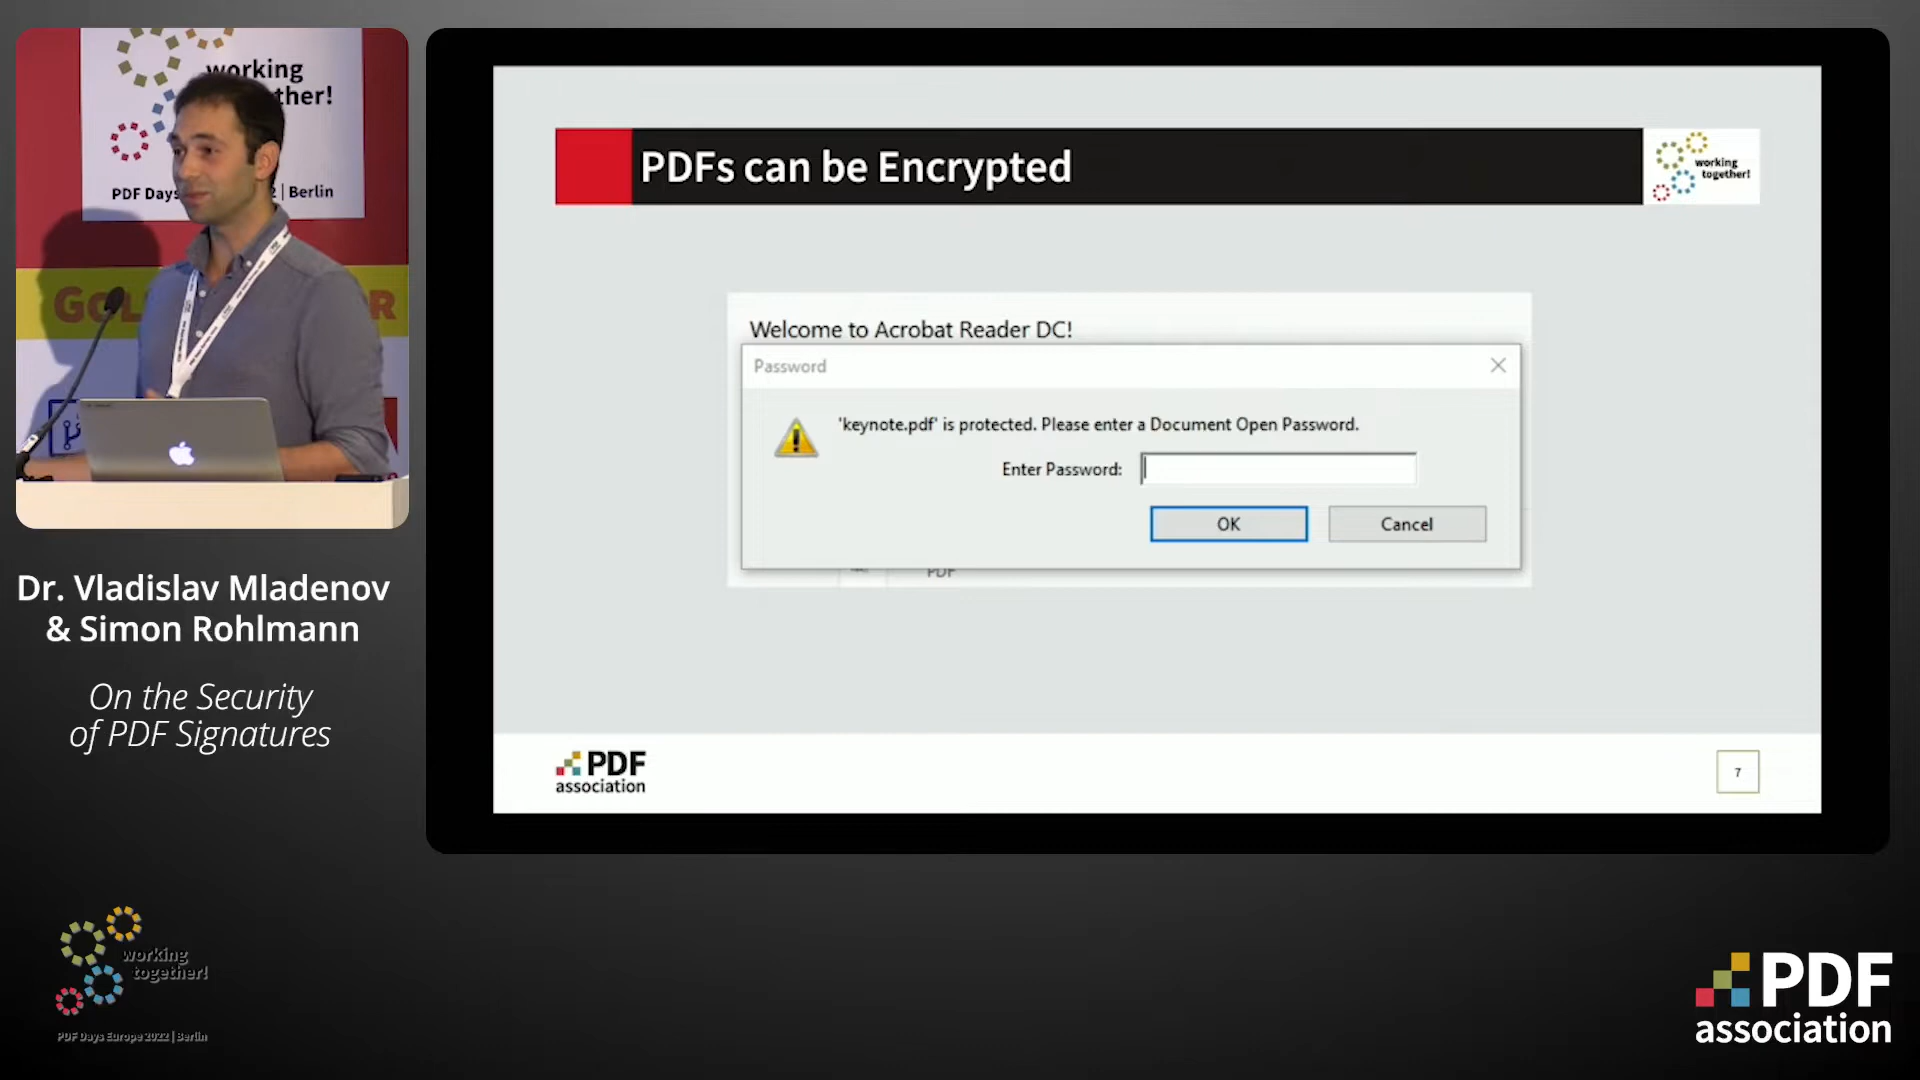 working
ther!
PDF Days
2 | Berlin
GOL
R
Dr. Vladislav Mladenov
& Simon Rohlmann
On the Security
of PDF Signatures
PDFs can be Encrypted
working
together!
Welcome to Acrobat Reader DC!
Password
'keynote.pdf' is protected. Please enter a Document Open Password.
Enter Password:
OK
Cancel
PDF
PDF
association
7
working
together!
PDF Days Europe 2022 | Berlin
PDF
association